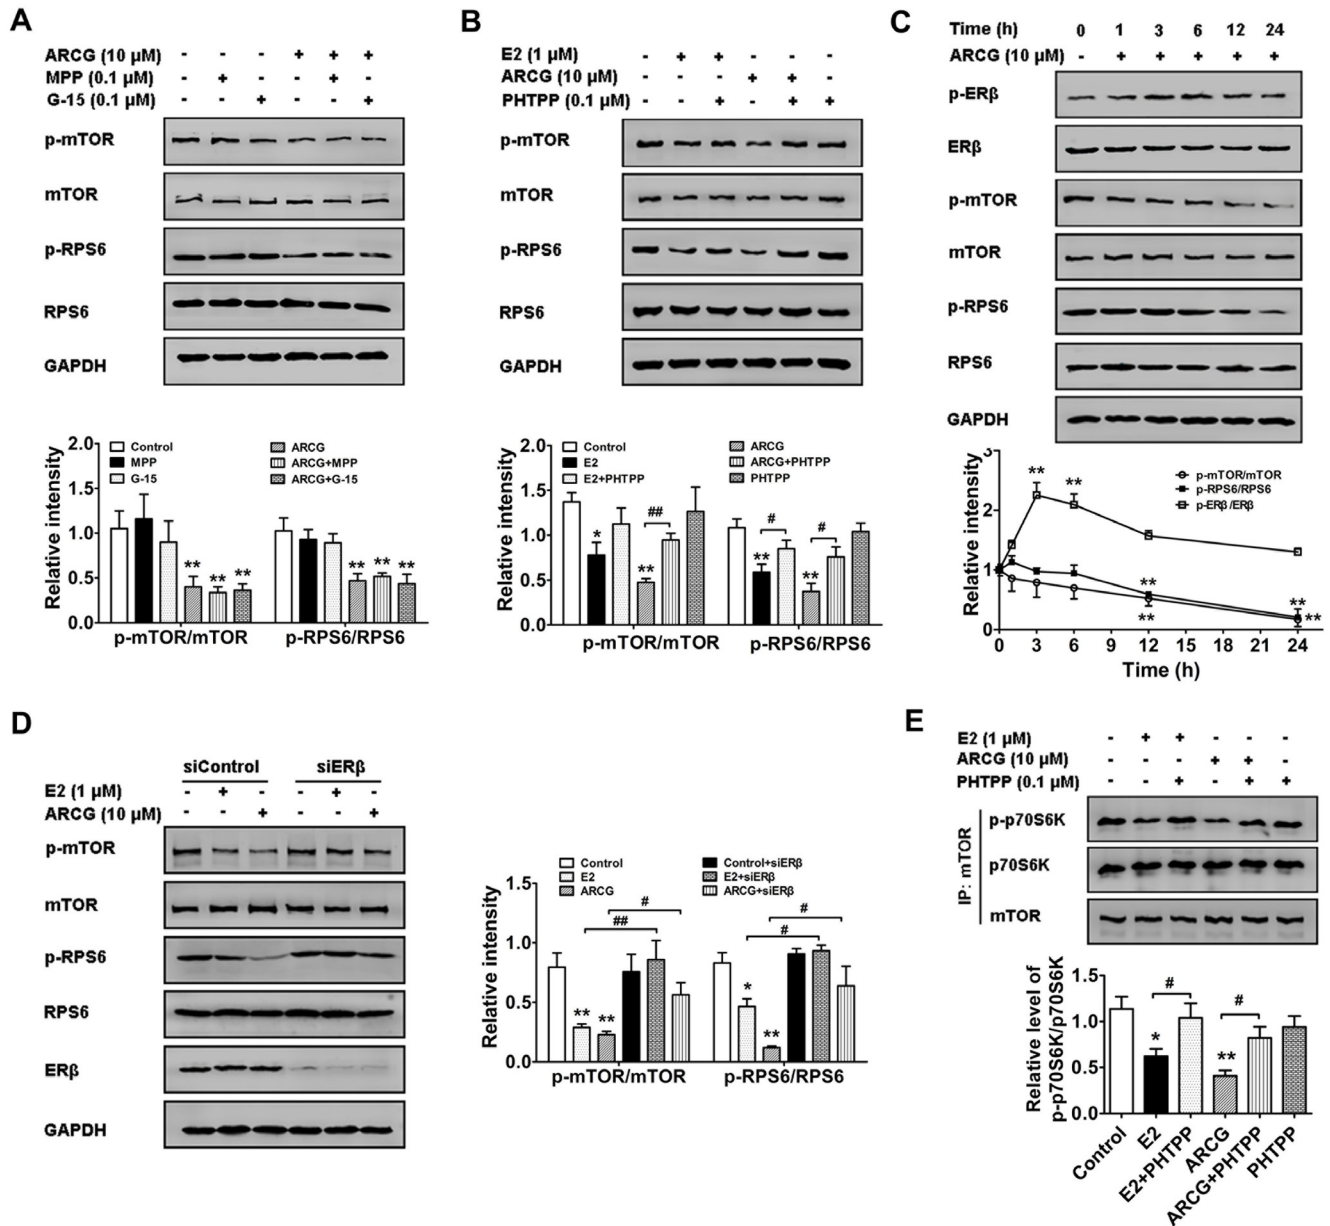 A
ARCG (10 μM) - - - + + +
MPP (0.1 μM) - + - - + -
G-15 (0.1 μM) - - + - - +
p-mTOR
mTOR
p-RPS6
RPS6
GAPDH
Relative intensity
2.0
1.5
1.0
0.5
0.0
Control
MPP
G-15
ARCG
ARCG+MPP
ARCG+G-15
** ** **
** ** **
p-mTOR/mTOR
p-RPS6/RPS6
B
E2 (1 μM) - + + - - -
ARCG (10 μM) - - - + + -
PHTPP (0.1 μM) - - + - + +
p-mTOR
mTOR
p-RPS6
RPS6
GAPDH
Relative intensity
2.0
1.5
1.0
0.5
0.0
Control
E2
E2+PHTPP
ARCG
ARCG+PHTPP
PHTPP
*
**
##
**
#
**
#
p-mTOR/mTOR
p-RPS6/RPS6
C
Time (h) 0 1 3 6 12 24
ARCG (10 μM) - + + + + +
p-ERβ
ERβ
p-mTOR
mTOR
p-RPS6
RPS6
GAPDH
Relative intensity
3
2
1
0
p-mTOR/mTOR
p-RPS6/RPS6
p-ERβ/ERβ
**
**
**
**
**
**
0 3 6 9 12 15 18 21 24
Time (h)
D
siControl siERβ
E2 (1 μM) - + - - + -
ARCG (10 μM) - - + - - +
p-mTOR
mTOR
p-RPS6
RPS6
ERβ
GAPDH
Relative intensity
1.5
1.0
0.5
0.0
Control
E2
ARCG
Control+siERβ
E2+siERβ
ARCG+siERβ
#
##
** **
#
#
*
**
p-mTOR/mTOR
p-RPS6/RPS6
E
E2 (1 μM) - + + - - -
ARCG (10 μM) - - - + + -
PHTPP (0.1 μM) - - + - + +
IP: mTOR
p-p70S6K
p70S6K
mTOR
Relative level of
p-p70S6K/p70S6K
1.5
1.0
0.5
0.0
#
*
#
**
Control
E2
E2+PHTPP
ARCG
ARCG+PHTPP
PHTPP